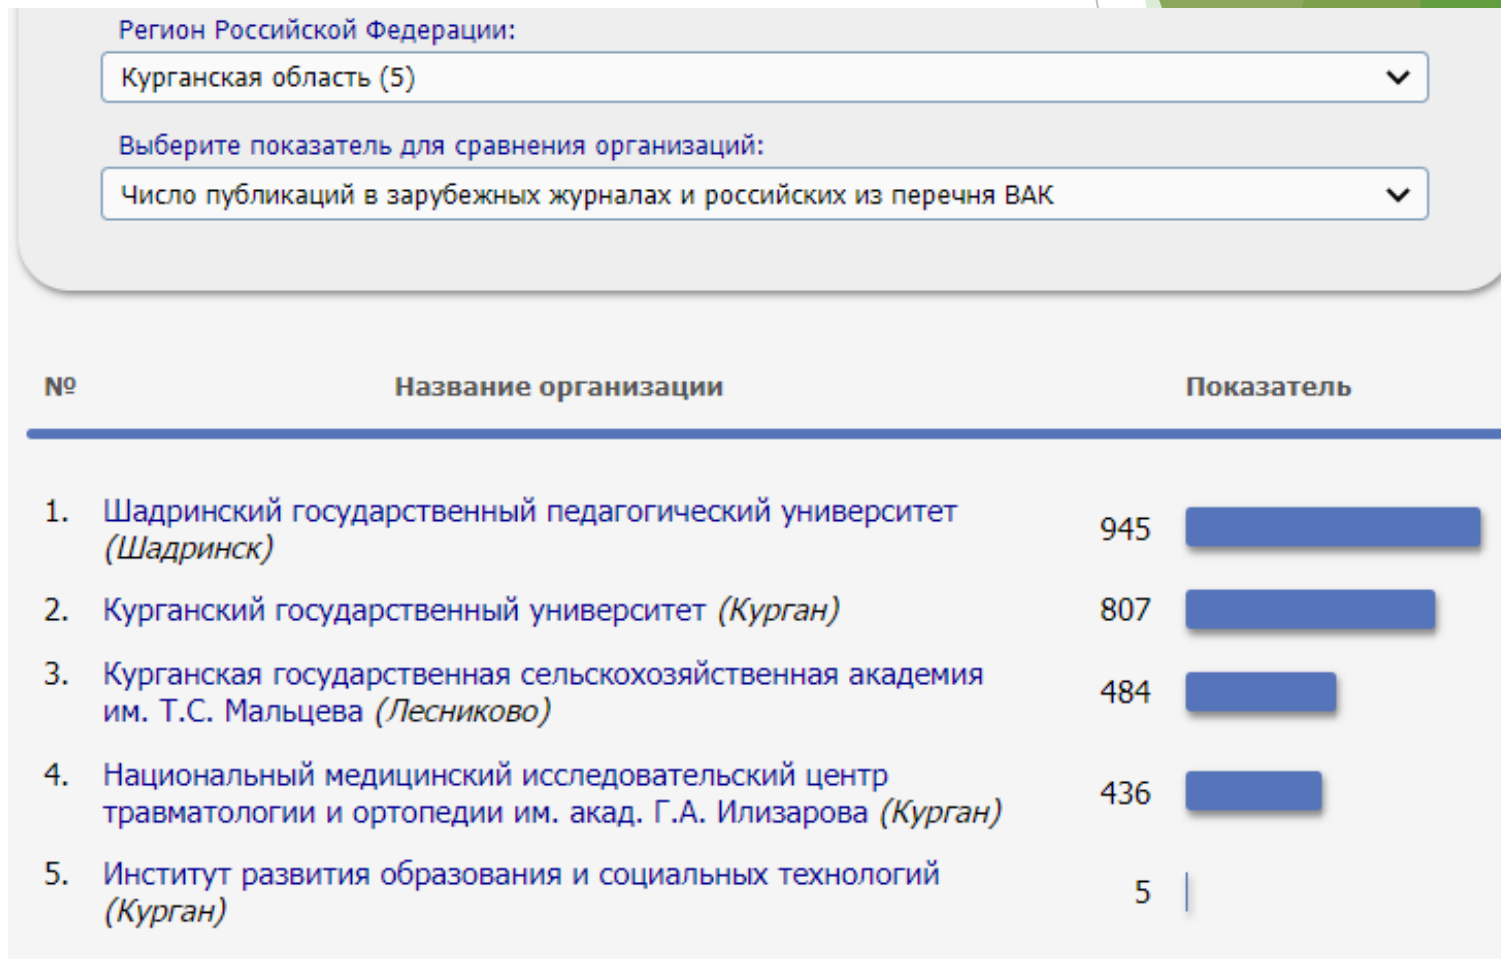 Регион Российской Федерации:
Курганская область (5)
Выберите показатель для сравнения организаций:
Число публикаций в зарубежных журналах и российских из перечня ВАК
№ Название организации Показатель
1. Шадринский государственный педагогический университет
(Шадринск) 945
2. Курганский государственный университет (Курган) 807
3. Курганская государственная сельскохозяйственная академия
им. Т.С. Мальцева (Лесниково) 484
4. Национальный медицинский исследовательский центр
травматологии и ортопедии им. акад. Г.А. Илизарова (Курган) 436
5. Институт развития образования и социальных технологий
(Курган) 5